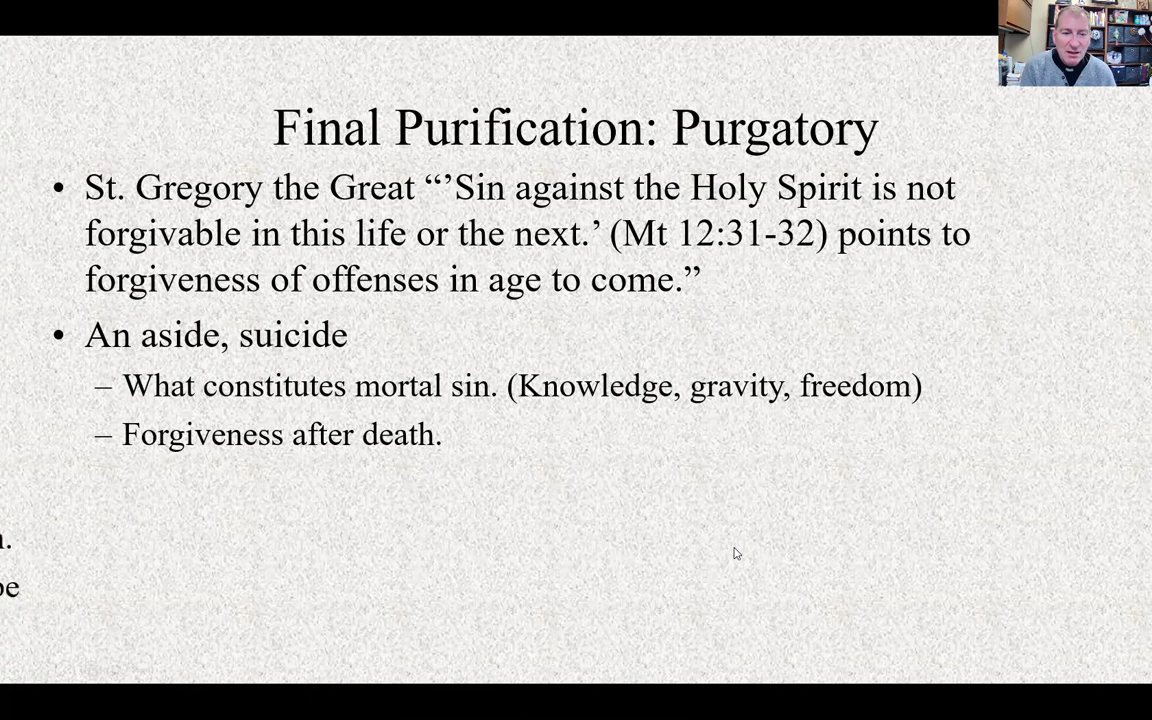 Final Purification: Purgatory
• St. Gregory the Great “’Sin against the Holy Spirit is not
forgivable in this life or the next.’ (Mt 12:31-32) points to
forgiveness of offenses in age to come.”
• An aside, suicide
– What constitutes mortal sin. (Knowledge, gravity, freedom)
– Forgiveness after death.